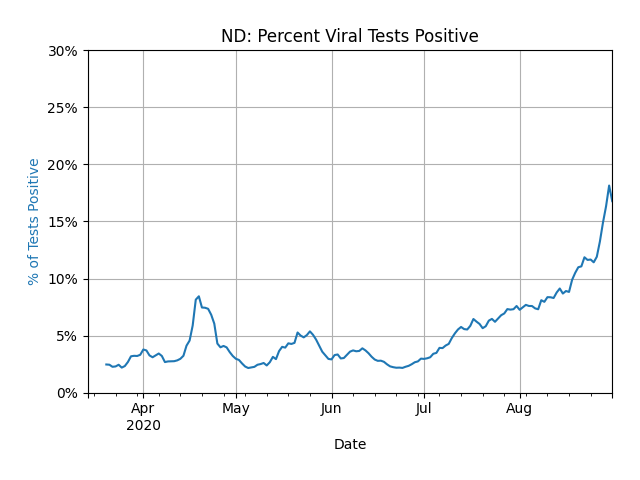 ND: Percent Viral Tests Positive
30%
25%
20%
15%
10%
5%
0%
% of Tests Positive
Apr May Jun Jul Aug
2020
Date